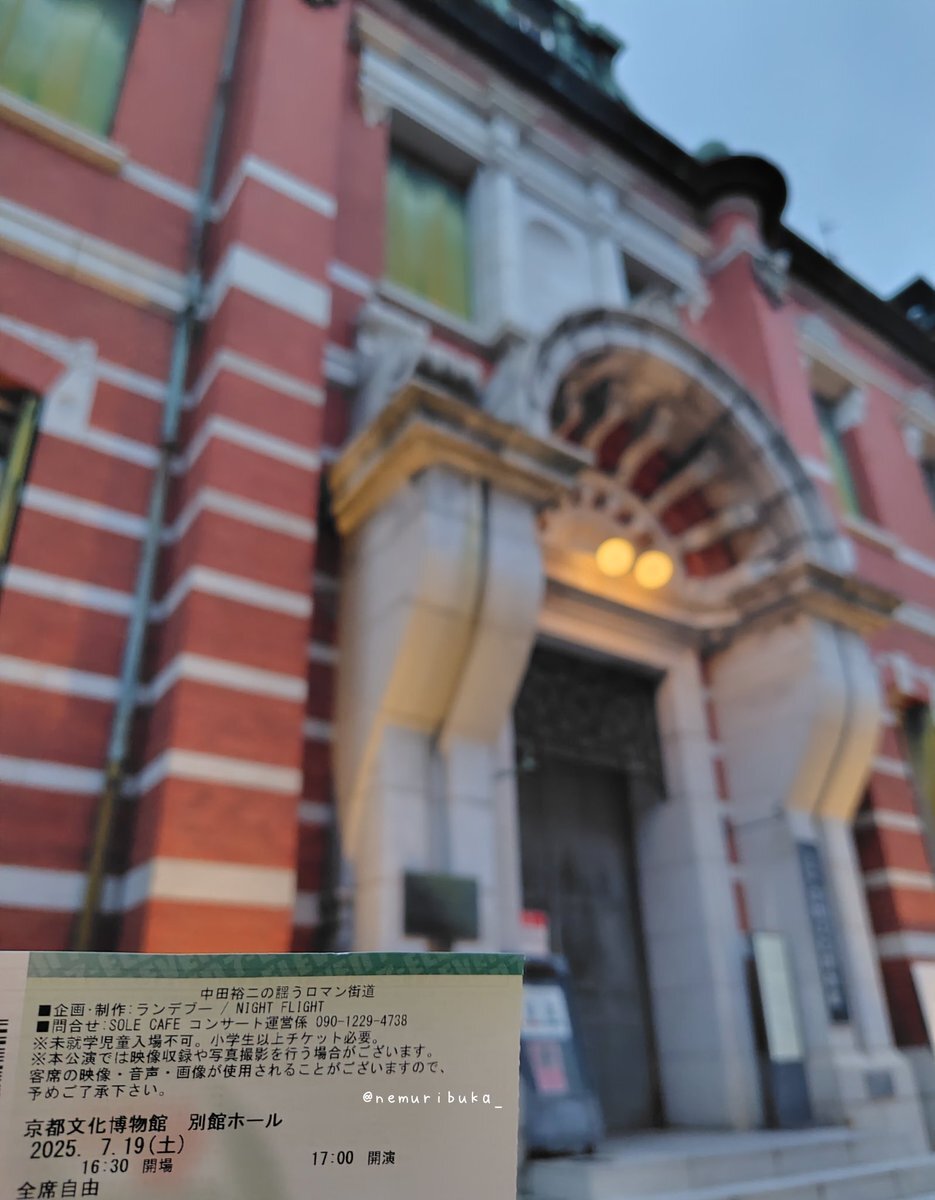 中田裕二の謡うロマン街道
■企画・制作:ランデブー / NIGHT FLIGHT
■問合せ:SOLE CAFE コンサート運営係 090-1229-4738
※未就学児童入場不可。小学生以上チケット必要。
※本公演では映像収録や写真撮影を行う場合がございます。
客席の映像・音声・画像が使用されることがございますので、
予めご了承下さい。
@nemuribuka_
京都文化博物館 別館ホール
2025. 7.19(土)
16:30 開場 17:00 開演
全席自由